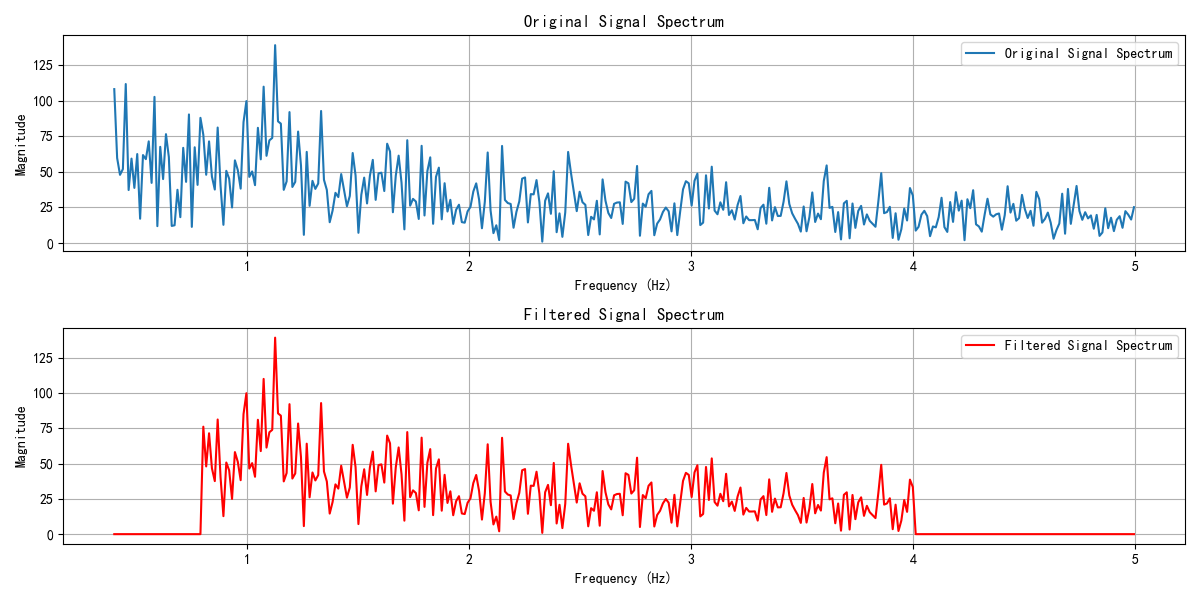 Original Signal Spectrum
Original Signal Spectrum
125
100
75
50
25
0
Magnitude
1 2 3 4 5
Frequency (Hz)
Filtered Signal Spectrum
Filtered Signal Spectrum
125
100
75
50
25
0
Magnitude
1 2 3 4 5
Frequency (Hz)